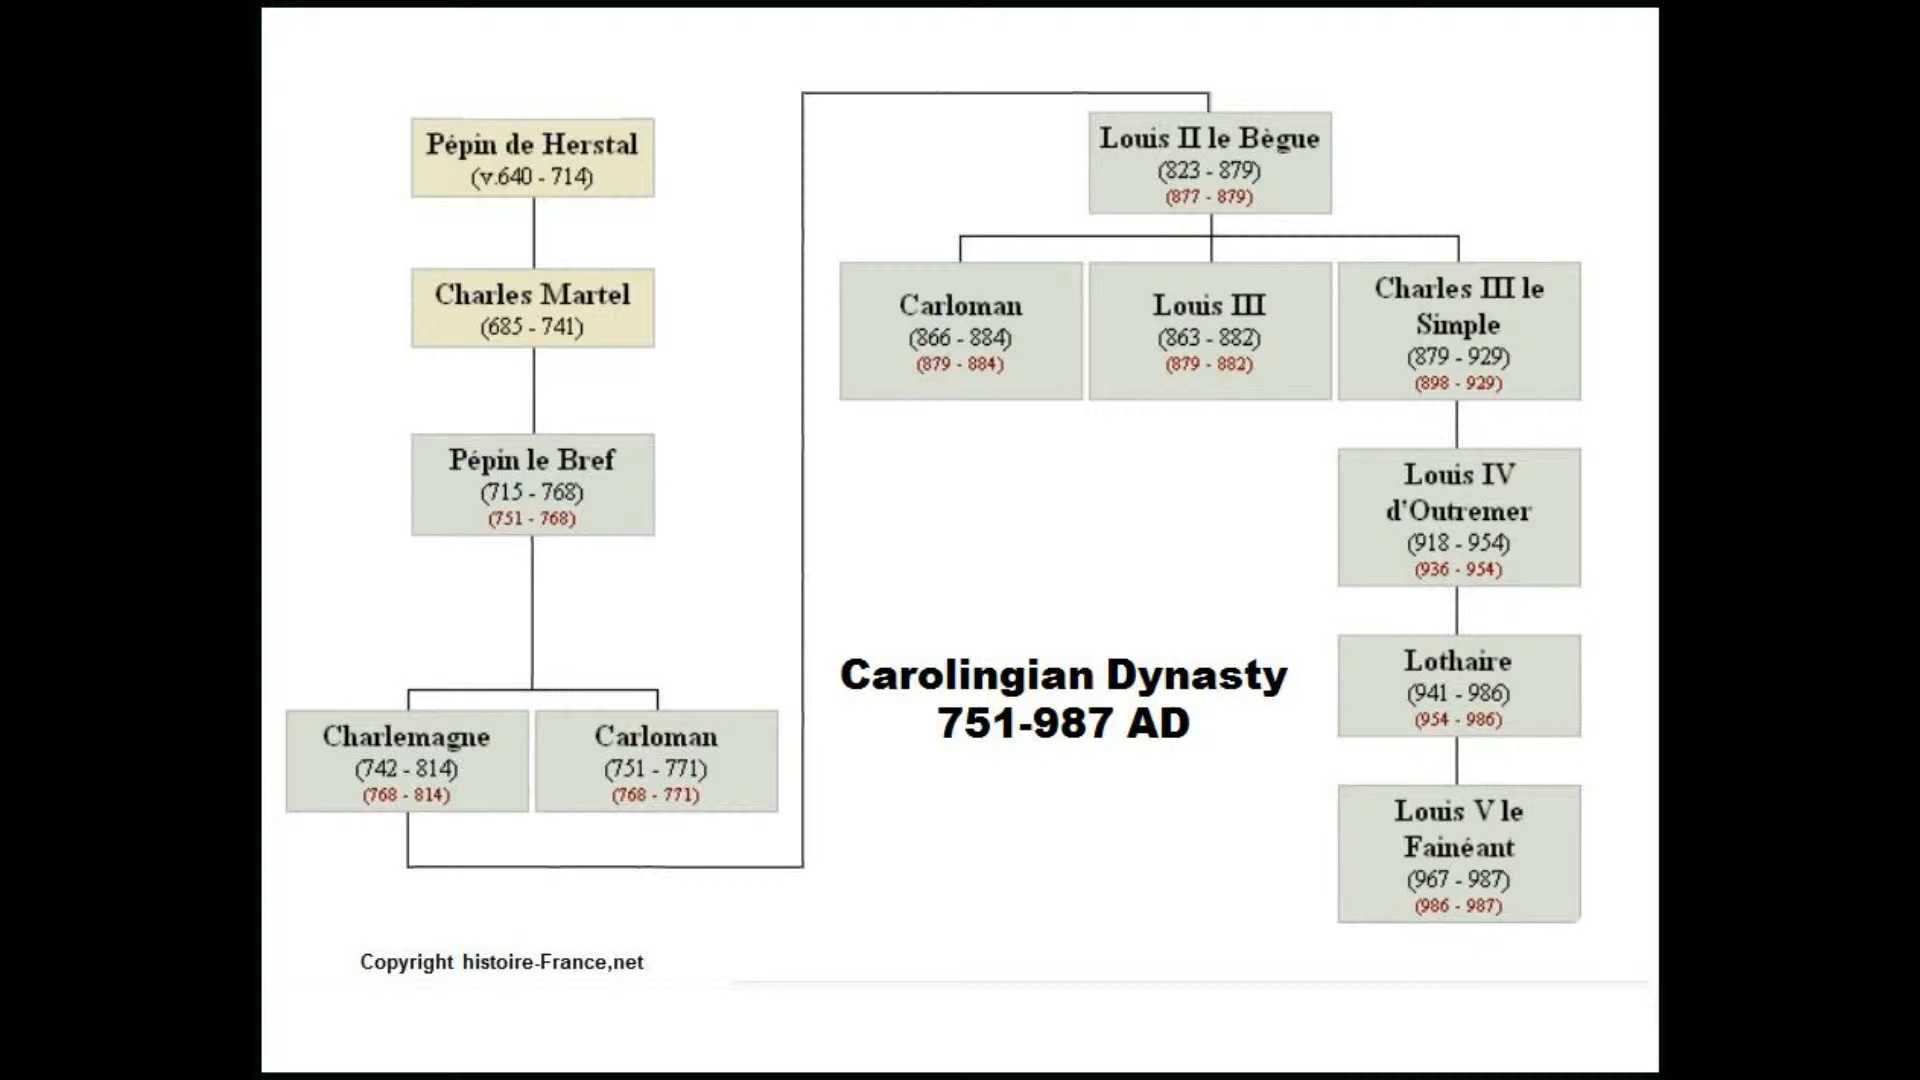 Pépin de Herstal
(v.640 - 714)
Charles Martel
(685 - 741)
Pépin le Bref
(715 - 768)
(751 - 768)
Charlemagne
(742 - 814)
(768 - 814)
Carloman
(751 - 771)
(768 - 771)
Louis II le Bègue
(823 - 879)
(877 - 879)
Carloman
(866 - 884)
(879 - 884)
Louis III
(863 - 882)
(879 - 882)
Charles III le
Simple
(879 - 929)
(898 - 929)
Louis IV
d'Outremer
(918 - 954)
(936 - 954)
Lothaire
(941 - 986)
(954 - 986)
Louis V le
Fainéant
(967 - 987)
(986 - 987)
Carolingian Dynasty
751-987 AD
Copyright histoire-France,net